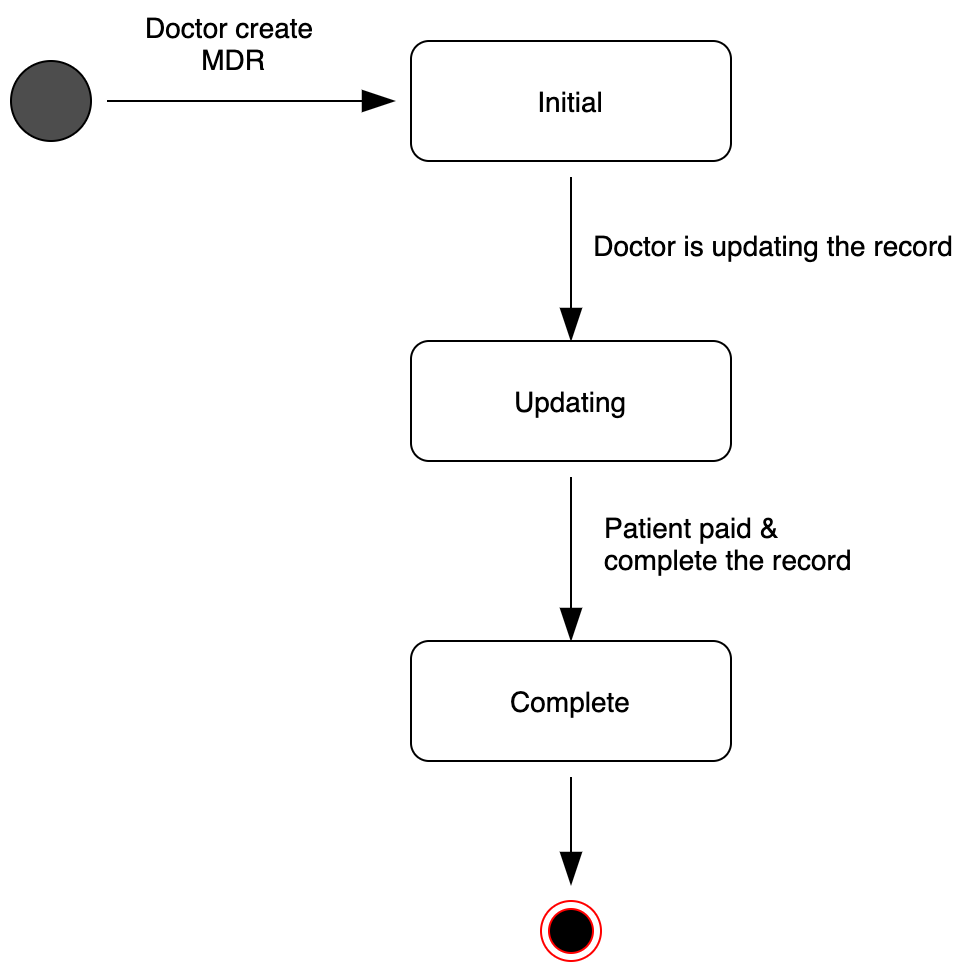 Doctor create
MDR
Initial
Doctor is updating the record
Updating
Patient paid &
complete the record
Complete